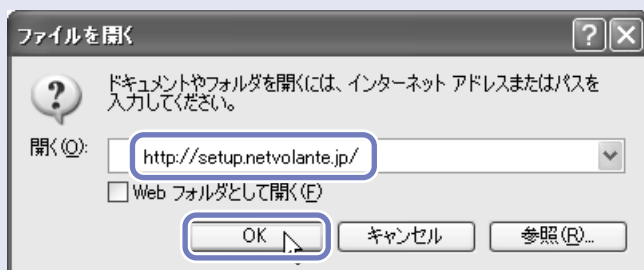 ファイルを開く
ドキュメントやフォルダを開くには、インターネット アドレスまたはパスを
入力してください。
開く(O):
http://setup.netvolante.jp/
Web フォルダとして開く(F)
OK キャンセル 参照(R)...